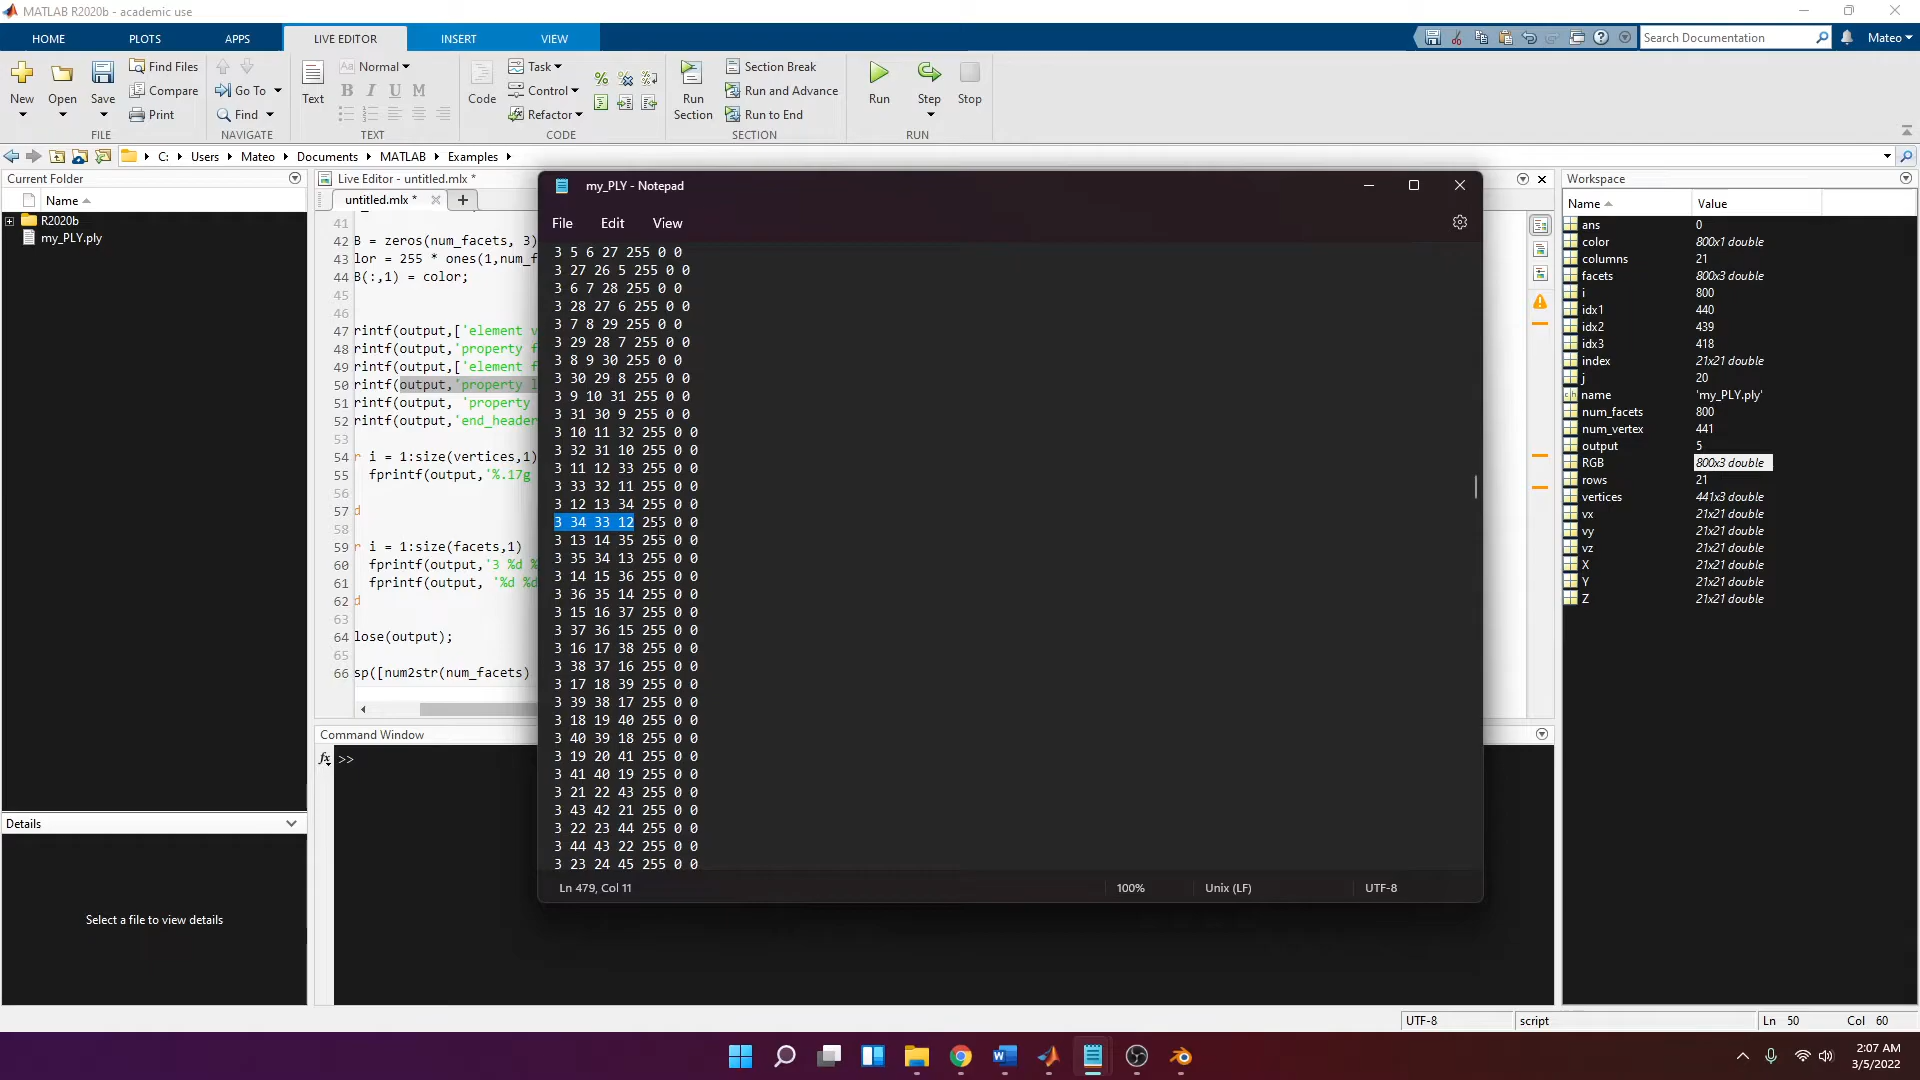 MATLAB R2020b - academic use
HOME
PLOTS
APPS
LIVE EDITOR
INSERT
VIEW
Search Documentation
Mateo
New
Open
Save
Find Files
Compare
Print
FILE
Go To
Find
NAVIGATE
Text
Normal
B I U M
TEXT
Code
Task
Control
Refactor
CODE
Run
Section
Section Break
Run and Advance
Run to End
SECTION
Run
Step
Stop
RUN
C:
Users
Mateo
Documents
MATLAB
Examples
Current Folder
Name
R2020b
my_PLY.ply
Details
Select a file to view details
Live Editor - untitled.mlx *
untitled.mlx *
41
42 B = zeros(num_facets, 3)
43 lor = 255 * ones(1,num_f
44 B(:,1) = color;
45
46
47 rintf(output,['element v
48 rintf(output,'property f
49 rintf(output,['element f
50 rintf(output,'property l
51 rintf(output, 'property
52 rintf(output,'end_header
53
54 r i = 1:size(vertices,1)
55 fprintf(output,'%.17g
56
57 d
58
59 r i = 1:size(facets,1)
60 fprintf(output,'3 %d %
61 fprintf(output, '%d %d
62 d
63
64 lose(output);
65
66 sp([num2str(num_facets)
Command Window
fx >>
my_PLY - Notepad
File
Edit
View
3 5 6 27 255 0 0
3 27 26 5 255 0 0
3 6 7 28 255 0 0
3 28 27 6 255 0 0
3 7 8 29 255 0 0
3 29 28 7 255 0 0
3 8 9 30 255 0 0
3 30 29 8 255 0 0
3 9 10 31 255 0 0
3 31 30 9 255 0 0
3 10 11 32 255 0 0
3 32 31 10 255 0 0
3 11 12 33 255 0 0
3 33 32 11 255 0 0
3 12 13 34 255 0 0
3 34 33 12 255 0 0
3 13 14 35 255 0 0
3 35 34 13 255 0 0
3 14 15 36 255 0 0
3 36 35 14 255 0 0
3 15 16 37 255 0 0
3 37 36 15 255 0 0
3 16 17 38 255 0 0
3 38 37 16 255 0 0
3 17 18 39 255 0 0
3 39 38 17 255 0 0
3 18 19 40 255 0 0
3 40 39 18 255 0 0
3 19 20 41 255 0 0
3 41 40 19 255 0 0
3 21 22 43 255 0 0
3 43 42 21 255 0 0
3 22 23 44 255 0 0
3 44 43 22 255 0 0
3 23 24 45 255 0 0
Ln 479, Col 11
100%
Unix (LF)
UTF-8
Workspace
Name Value
ans 0
color 800x1 double
columns 21
facets 800x3 double
i 800
idx1 440
idx2 439
idx3 418
index 21x21 double
j 20
name 'my_PLY.ply'
num_facets 800
num_vertex 441
output 5
RGB 800x3 double
rows 21
vertices 441x3 double
vx 21x21 double
vy 21x21 double
vz 21x21 double
X 21x21 double
Y 21x21 double
Z 21x21 double
UTF-8
script
Ln 50 Col 60
2:07 AM
3/5/2022